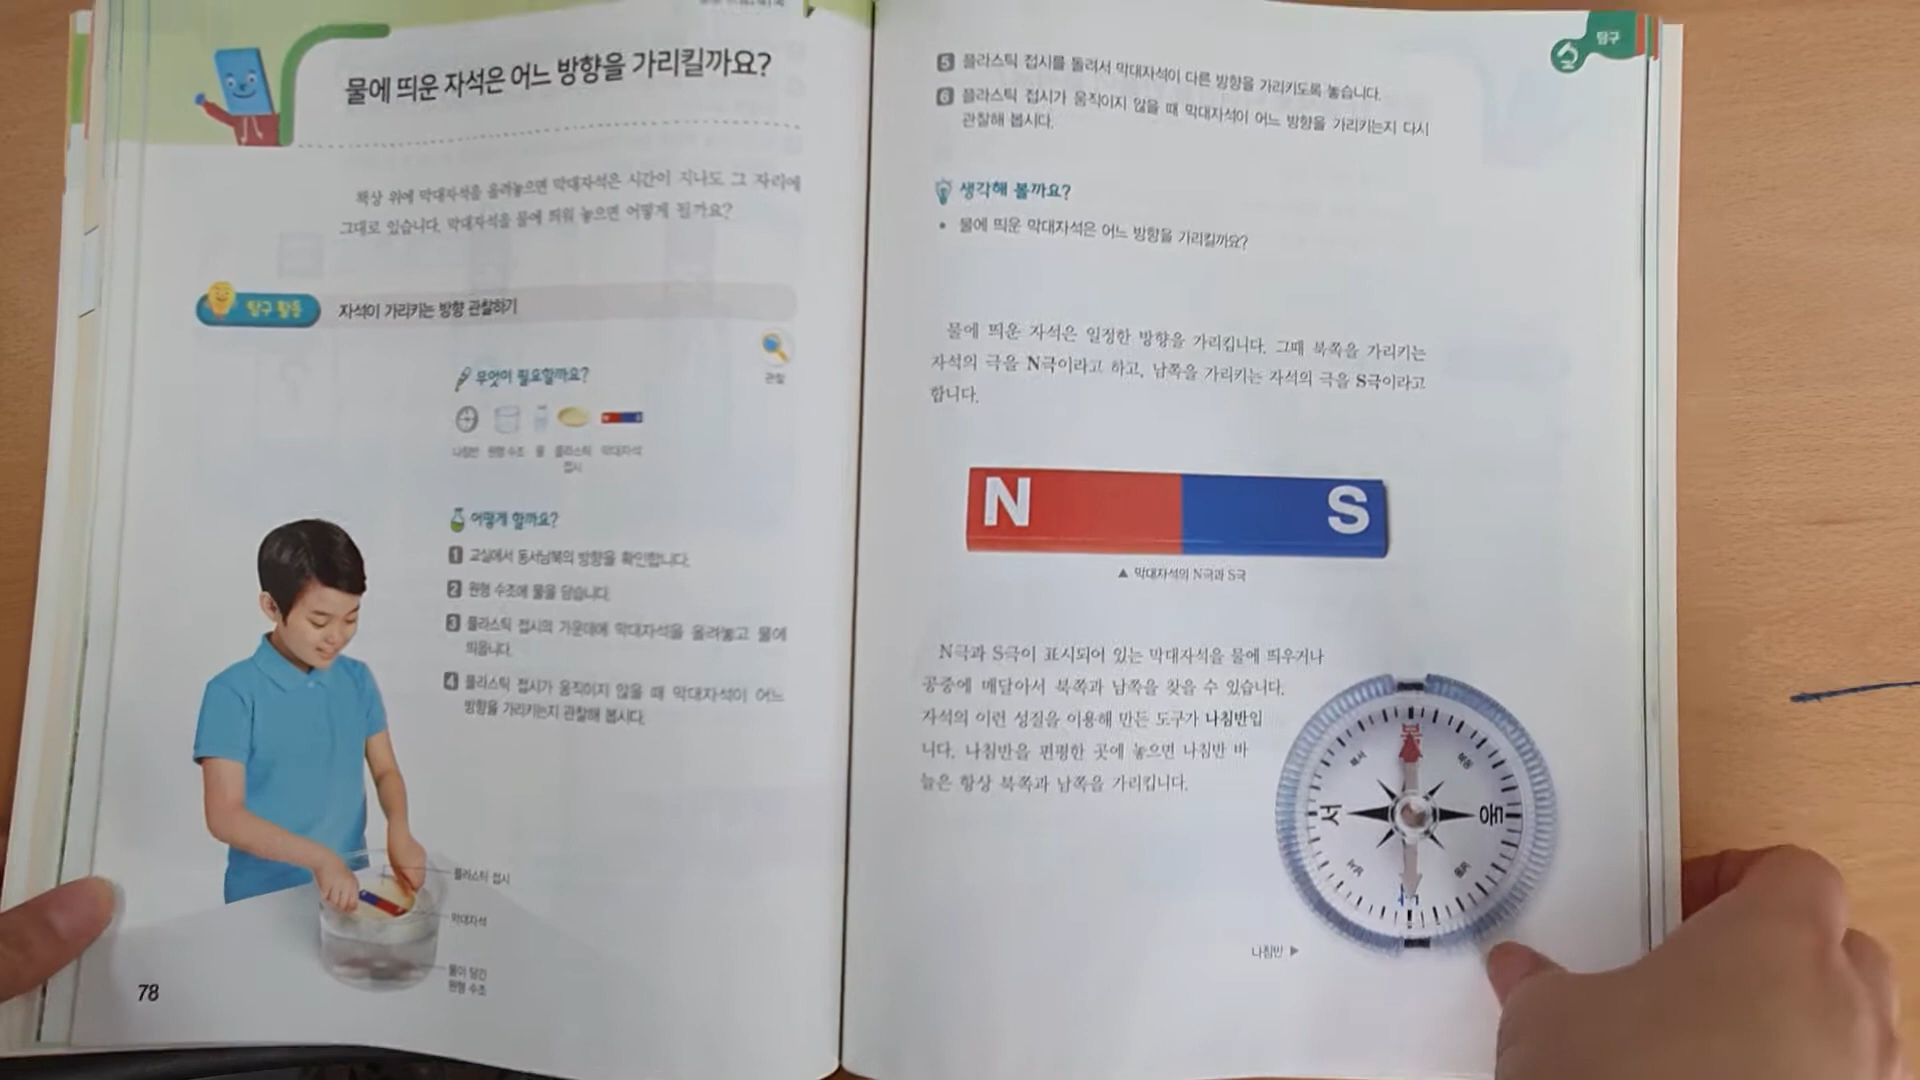 물에 띄운 자석은 어느 방향을 가리킬까요?
책상 위에 막대자석을 올려놓으면 막대자석은 시간이 지나도 그 자리에
그대로 있습니다. 막대자석을 물에 띄워 놓으면 어떻게 될까요?
탐구 활동
자석이 가리키는 방향 관찰하기
관찰
무엇이 필요할까요?
나침반 원형 수조 물 플라스틱 막대자석
접시
어떻게 할까요?
1 교실에서 동서남북의 방향을 확인합니다.
2 원형 수조에 물을 담습니다.
3 플라스틱 접시의 가운데에 막대자석을 올려놓고 물에
띄웁니다.
4 플라스틱 접시가 움직이지 않을 때 막대자석이 어느
방향을 가리키는지 관찰해 봅시다.
플라스틱 접시
막대자석
물이 담긴
원형 수조
78
탐구
5 플라스틱 접시를 돌려서 막대자석이 다른 방향을 가리키도록 놓습니다.
6 플라스틱 접시가 움직이지 않을 때 막대자석이 어느 방향을 가리키는지 다시
관찰해 봅시다.
생각해 볼까요?
• 물에 띄운 막대자석은 어느 방향을 가리킬까요?
물에 띄운 자석은 일정한 방향을 가리킵니다. 그때 북쪽을 가리키는
자석의 극을 N극이라고 하고, 남쪽을 가리키는 자석의 극을 S극이라고
합니다.
N S
▲ 막대자석의 N극과 S극
N극과 S극이 표시되어 있는 막대자석을 물에 띄우거나
공중에 매달아서 북쪽과 남쪽을 찾을 수 있습니다.
자석의 이런 성질을 이용해 만든 도구가 나침반입
니다. 나침반을 편평한 곳에 놓으면 나침반 바
늘은 항상 북쪽과 남쪽을 가리킵니다.
북
북서 북동
서 동
나침반 ▶